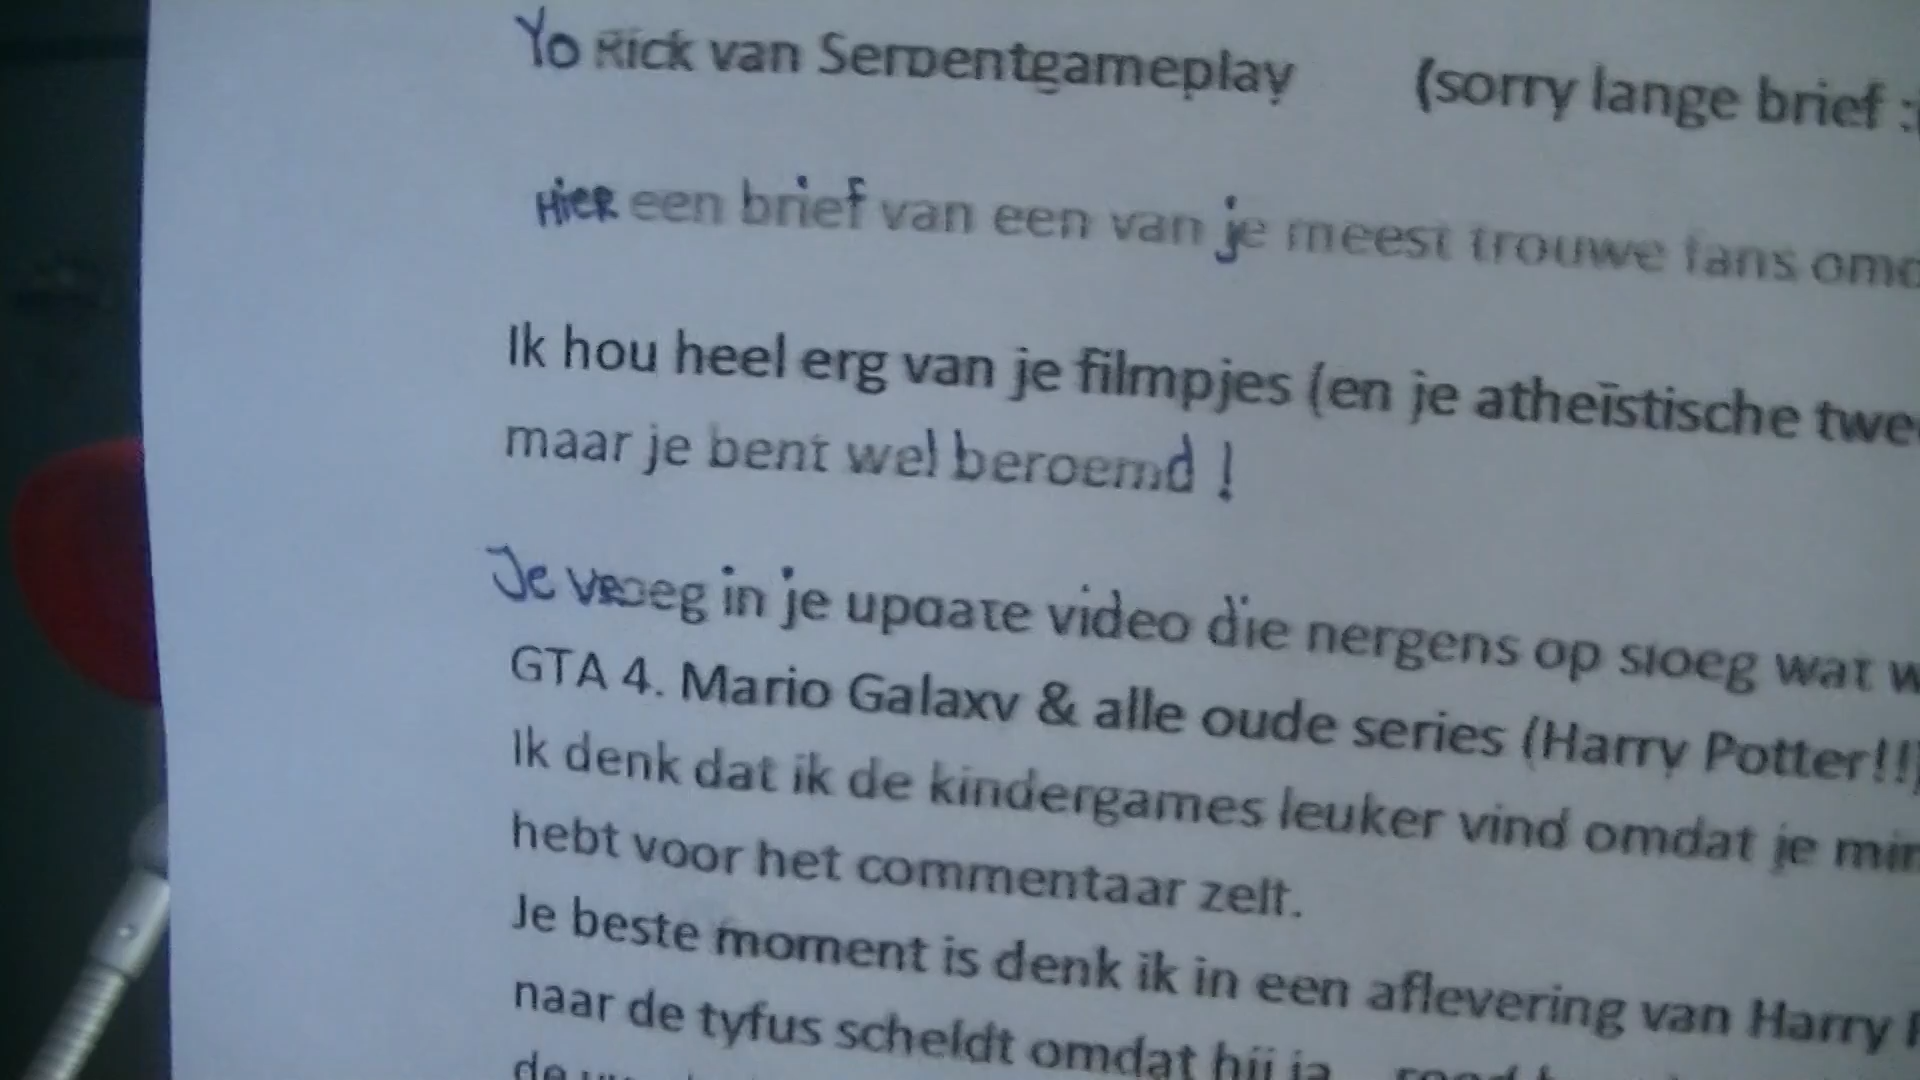 Yo Rick van Serpentgameplay (sorry lange brief
Hier een brief van een van je meest trouwe fans
Ik hou heel erg van je filmpjes (en je atheïstische
maar je bent wel beroemd !
Je vroeg in je update video die nergens op sloeg wat
GTA 4. Mario Galaxy & alle oude series (Harry Potter!!)
Ik denk dat ik de kindergames leuker vind omdat je
hebt voor het commentaar zelf.
Je beste moment is denk ik in een aflevering van Harry
naar de tyfus scheldt omdat hij